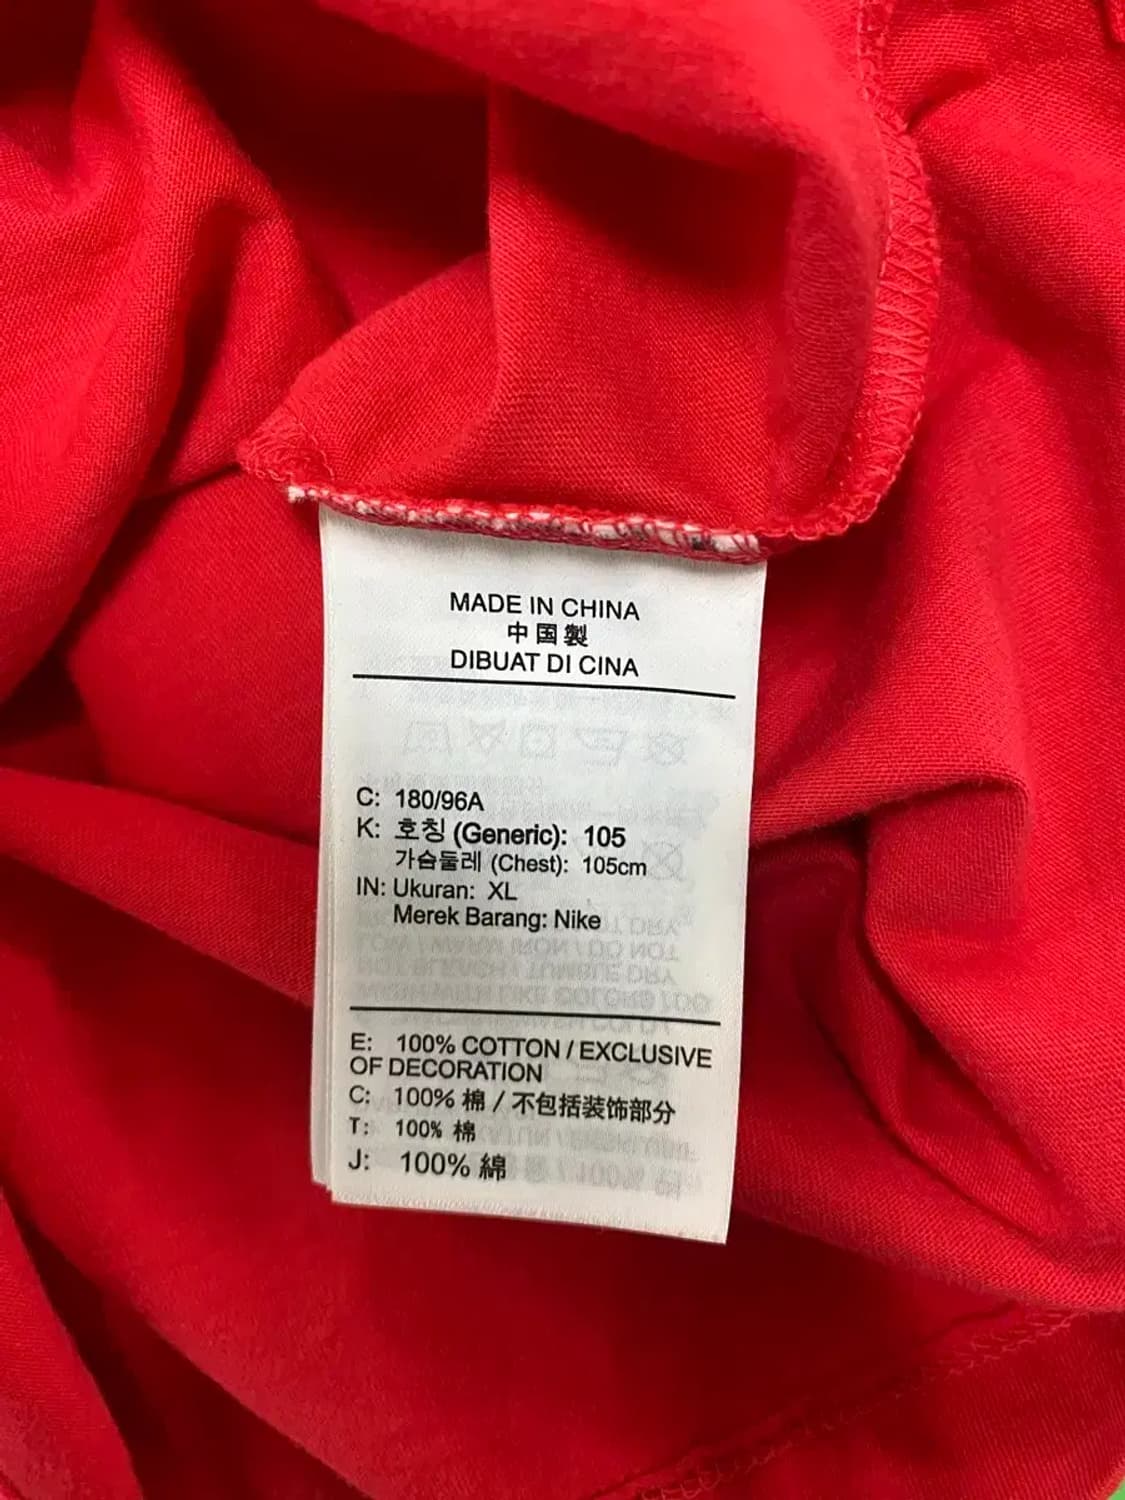 MADE IN CHINA
中国製
DIBUAT DI CINA
C: 180/96A
K: 호칭 (Generic): 105
가슴둘레 (Chest): 105cm
IN: Ukuran: XL
Merek Barang: Nike
E: 100% COTTON / EXCLUSIVE
OF DECORATION
C: 100% 棉 / 不包括装饰部分
T: 100% 棉
J: 100% 綿